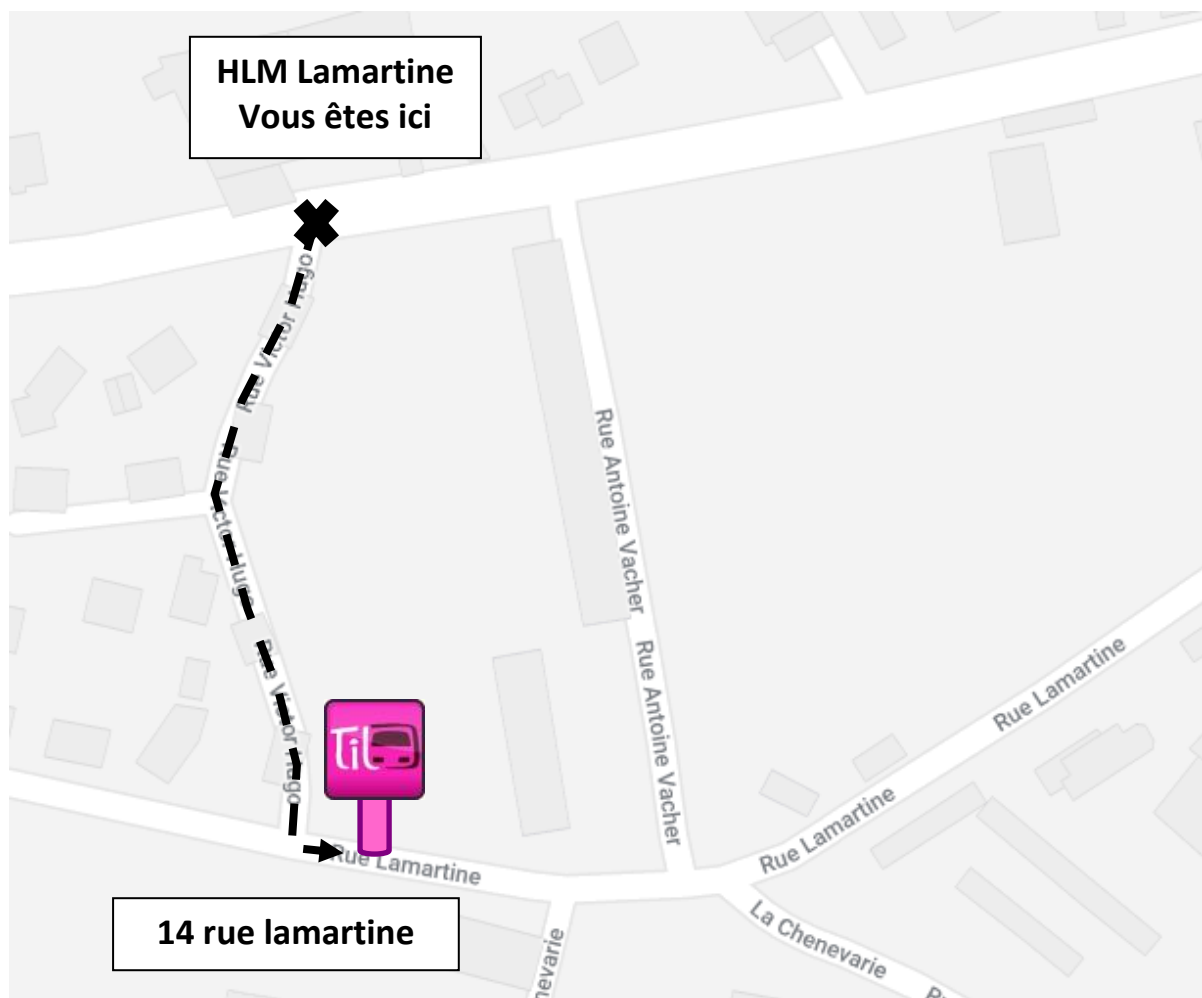 HLM Lamartine
Vous êtes ici
Rue Victor Hugo
Rue Victor Hugo
Rue Victor Hugo
Rue Antoine Vacher
Rue Antoine Vacher
Rue Lamartine
Til
Rue Lamartine
Rue Lamartine
14 rue lamartine
La Chenevarie